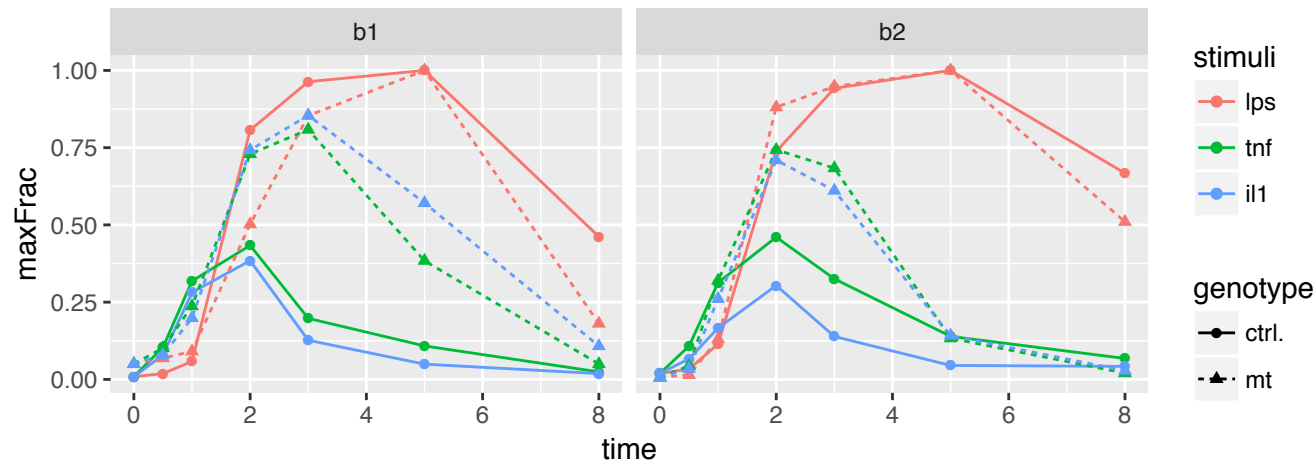 b1
b2
1.00
0.75
0.50
0.25
0.00
maxFrac
0 2 4 6 8
0 2 4 6 8
time
stimuli
lps
tnf
il1
genotype
ctrl.
mt